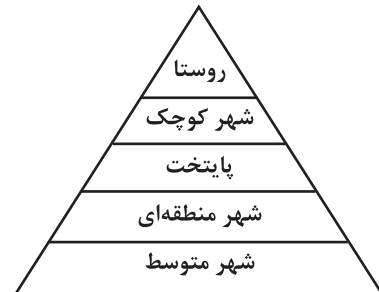 روستا
شهر کوچک
پایتخت
شهر منطقه‌ای
شهر متوسط